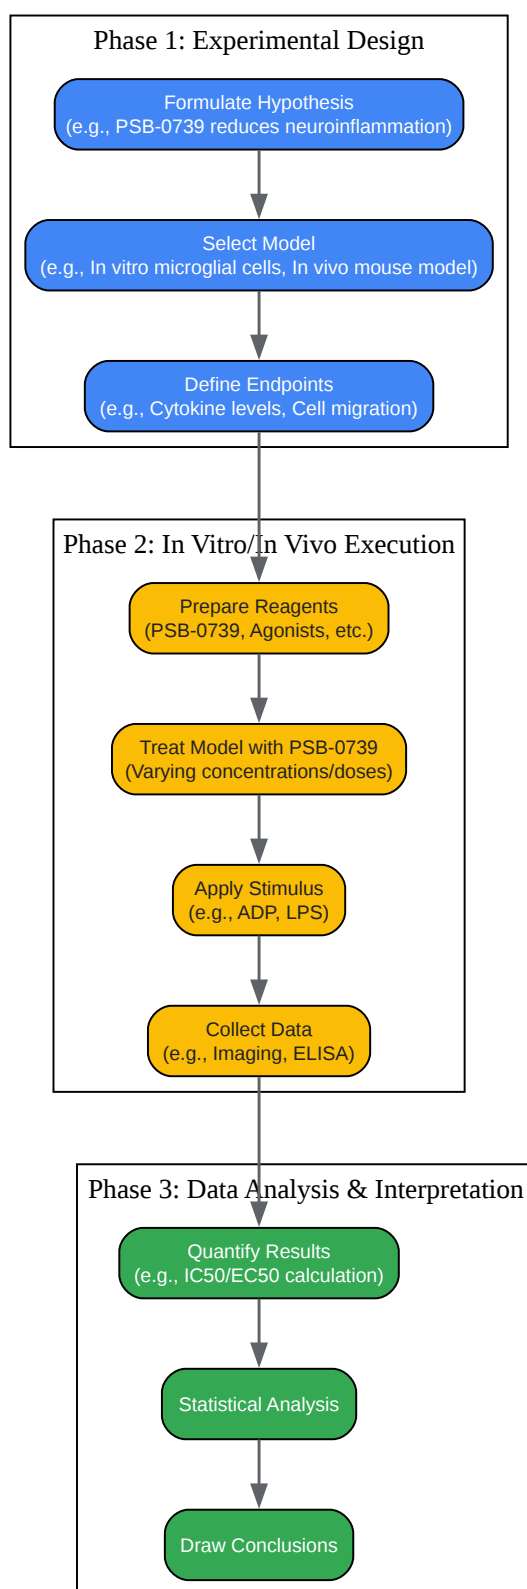 Phase 1: Experimental Design
Formulate Hypothesis
(e.g., PSB-0739 reduces neuroinflammation)
Select Model
(e.g., In vitro microglial cells, In vivo mouse model)
Define Endpoints
(e.g., Cytokine levels, Cell migration)
Phase 2: In Vitro/In Vivo Execution
Prepare Reagents
(PSB-0739, Agonists, etc.)
Treat Model with PSB-0739
(Varying concentrations/doses)
Apply Stimulus
(e.g., ADP, LPS)
Collect Data
(e.g., Imaging, ELISA)
Phase 3: Data Analysis & Interpretation
Quantify Results
(e.g., IC50/EC50 calculation)
Statistical Analysis
Draw Conclusions